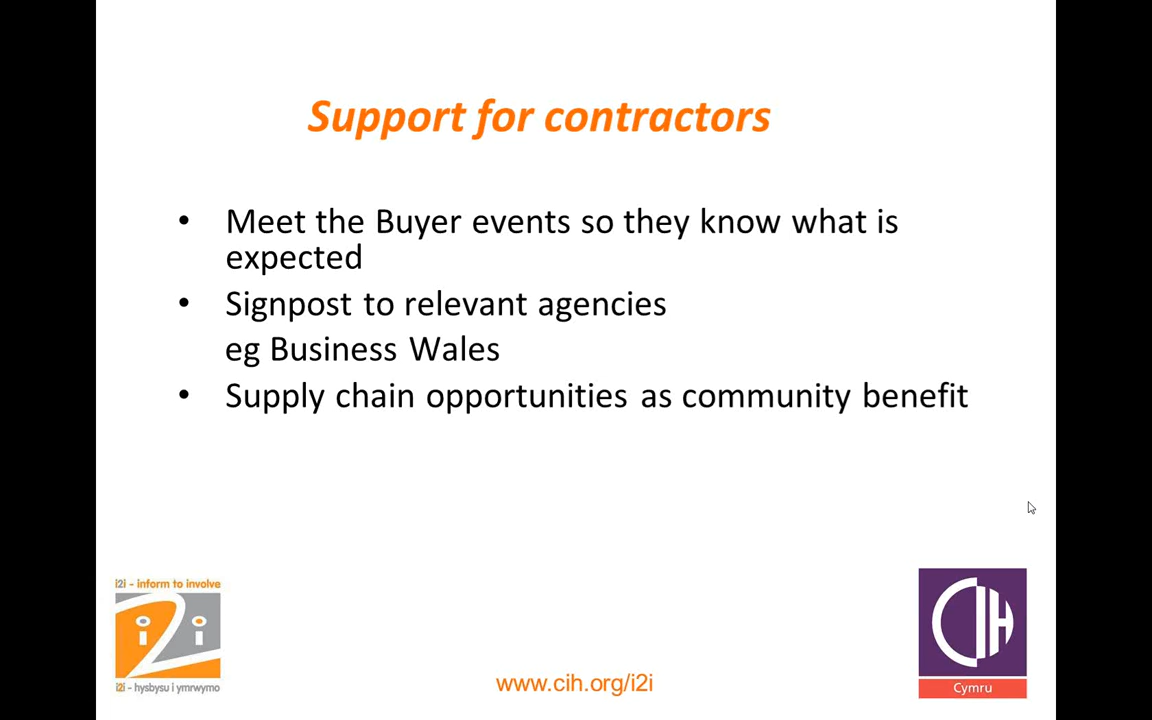 Support for contractors
• Meet the Buyer events so they know what is
expected
• Signpost to relevant agencies
eg Business Wales
• Supply chain opportunities as community benefit
i2i - inform to involve
i2i
i2i - hysbysu i ymrwymo
www.cih.org/i2i
CIH
Cymru